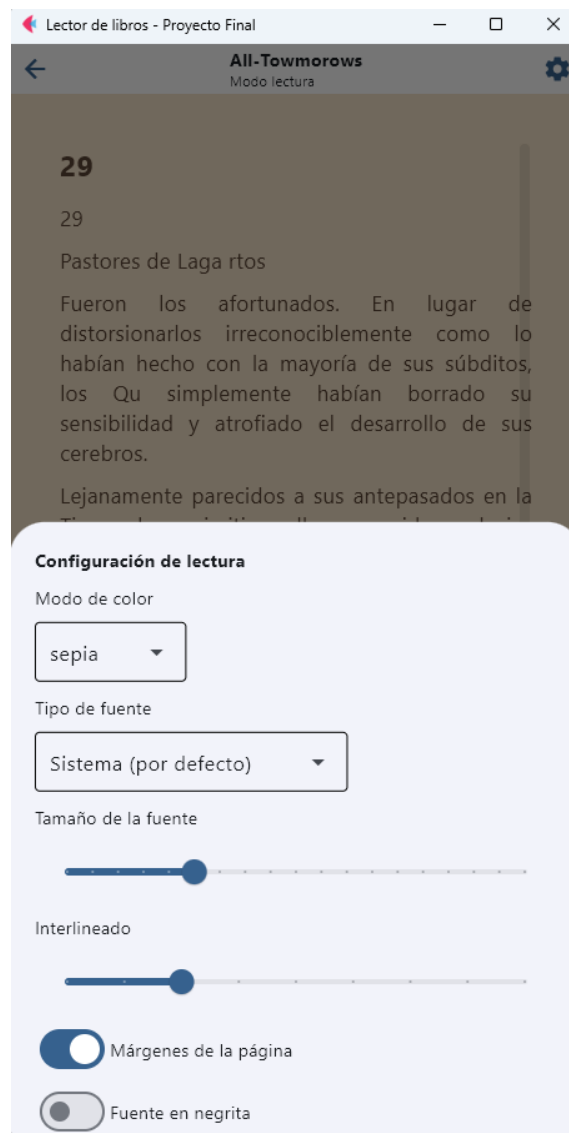 Lector de libros - Proyecto Final
All-Towmorows
Modo lectura
29
29
Pastores de Laga rtos
Fueron los afortunados. En lugar de
distorsionarlos irreconociblemente como lo
habían hecho con la mayoría de sus súbditos,
los Qu simplemente habían borrado su
sensibilidad y atrofiado el desarrollo de sus
cerebros.
Lejanamente parecidos a sus antepasados en la
Configuración de lectura
Modo de color
sepia
Tipo de fuente
Sistema (por defecto)
Tamaño de la fuente
Interlineado
Márgenes de la página
Fuente en negrita